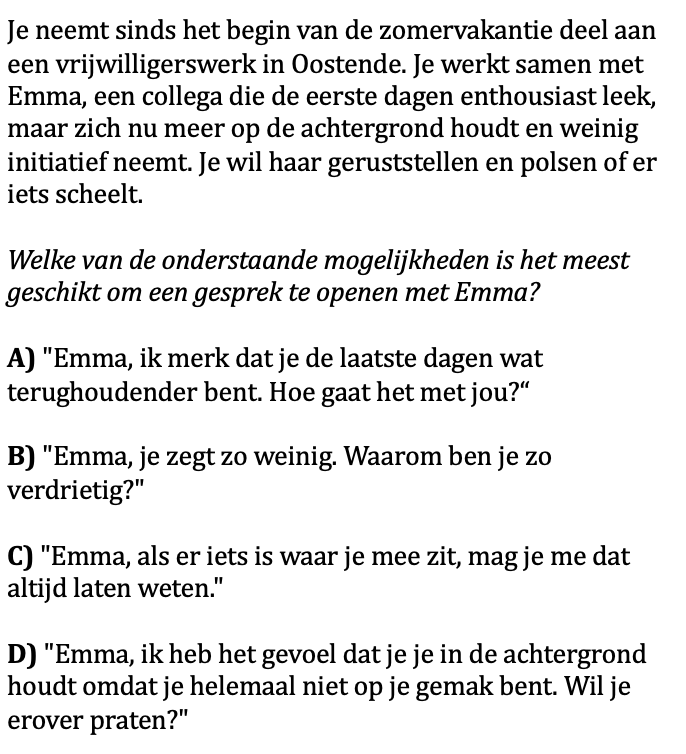 Je neemt sinds het begin van de zomervakantie deel aan
een vrijwilligerswerk in Oostende. Je werkt samen met
Emma, een collega die de eerste dagen enthousiast leek,
maar zich nu meer op de achtergrond houdt en weinig
initiatief neemt. Je wil haar geruststellen en polsen of er
iets scheelt.
Welke van de onderstaande mogelijkheden is het meest
geschikt om een gesprek te openen met Emma?
A) "Emma, ik merk dat je de laatste dagen wat
terughoudender bent. Hoe gaat het met jou?“
B) "Emma, je zegt zo weinig. Waarom ben je zo
verdrietig?"
C) "Emma, als er iets is waar je mee zit, mag je me dat
altijd laten weten."
D) "Emma, ik heb het gevoel dat je je in de achtergrond
houdt omdat je helemaal niet op je gemak bent. Wil je
erover praten?"